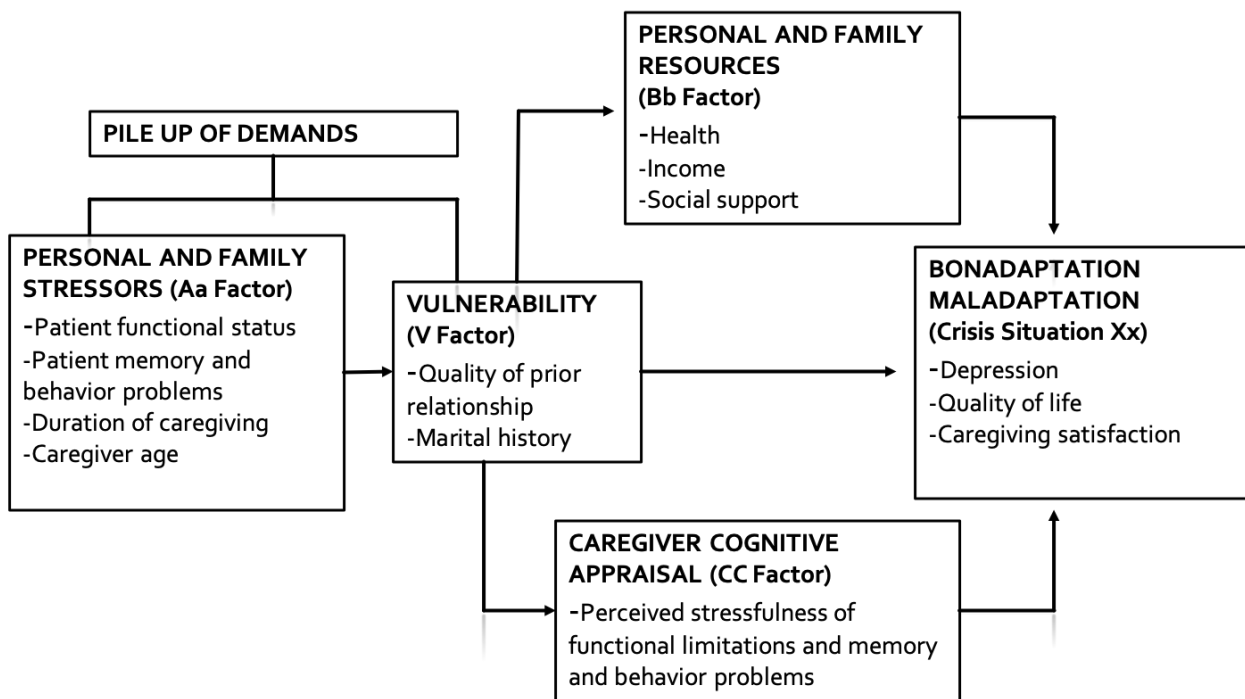 PERSONAL AND FAMILY
RESOURCES
(Bb Factor)
-Health
-Income
-Social support
PILE UP OF DEMANDS
PERSONAL AND FAMILY
STRESSORS (Aa Factor)
-Patient functional status
-Patient memory and
behavior problems
-Duration of caregiving
-Caregiver age
VULNERABILITY
(V Factor)
-Quality of prior
relationship
-Marital history
BONADAPTATION
MALADAPTATION
(Crisis Situation Xx)
-Depression
-Quality of life
-Caregiving satisfaction
CAREGIVER COGNITIVE
APPRAISAL (CC Factor)
-Perceived stressfulness of
functional limitations and memory
and behavior problems